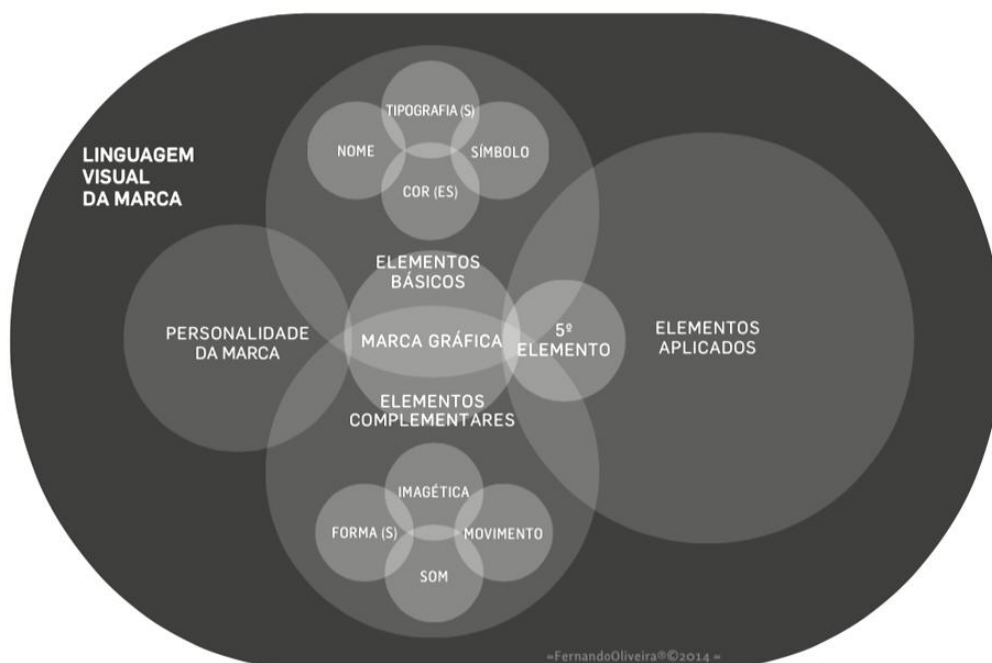 TIPOGRAFIA (S)
NOME
SÍMBOLO
COR (ES)
LINGUAGEM
VISUAL
DA MARCA
ELEMENTOS
BÁSICOS
PERSONALIDADE
DA MARCA
MARCA GRÁFICA
5º
ELEMENTO
ELEMENTOS
APLICADOS
ELEMENTOS
COMPLEMENTARES
IMAGÉTICA
FORMA (S)
MOVIMENTO
SOM
=FernandoOliveira®©2014 =